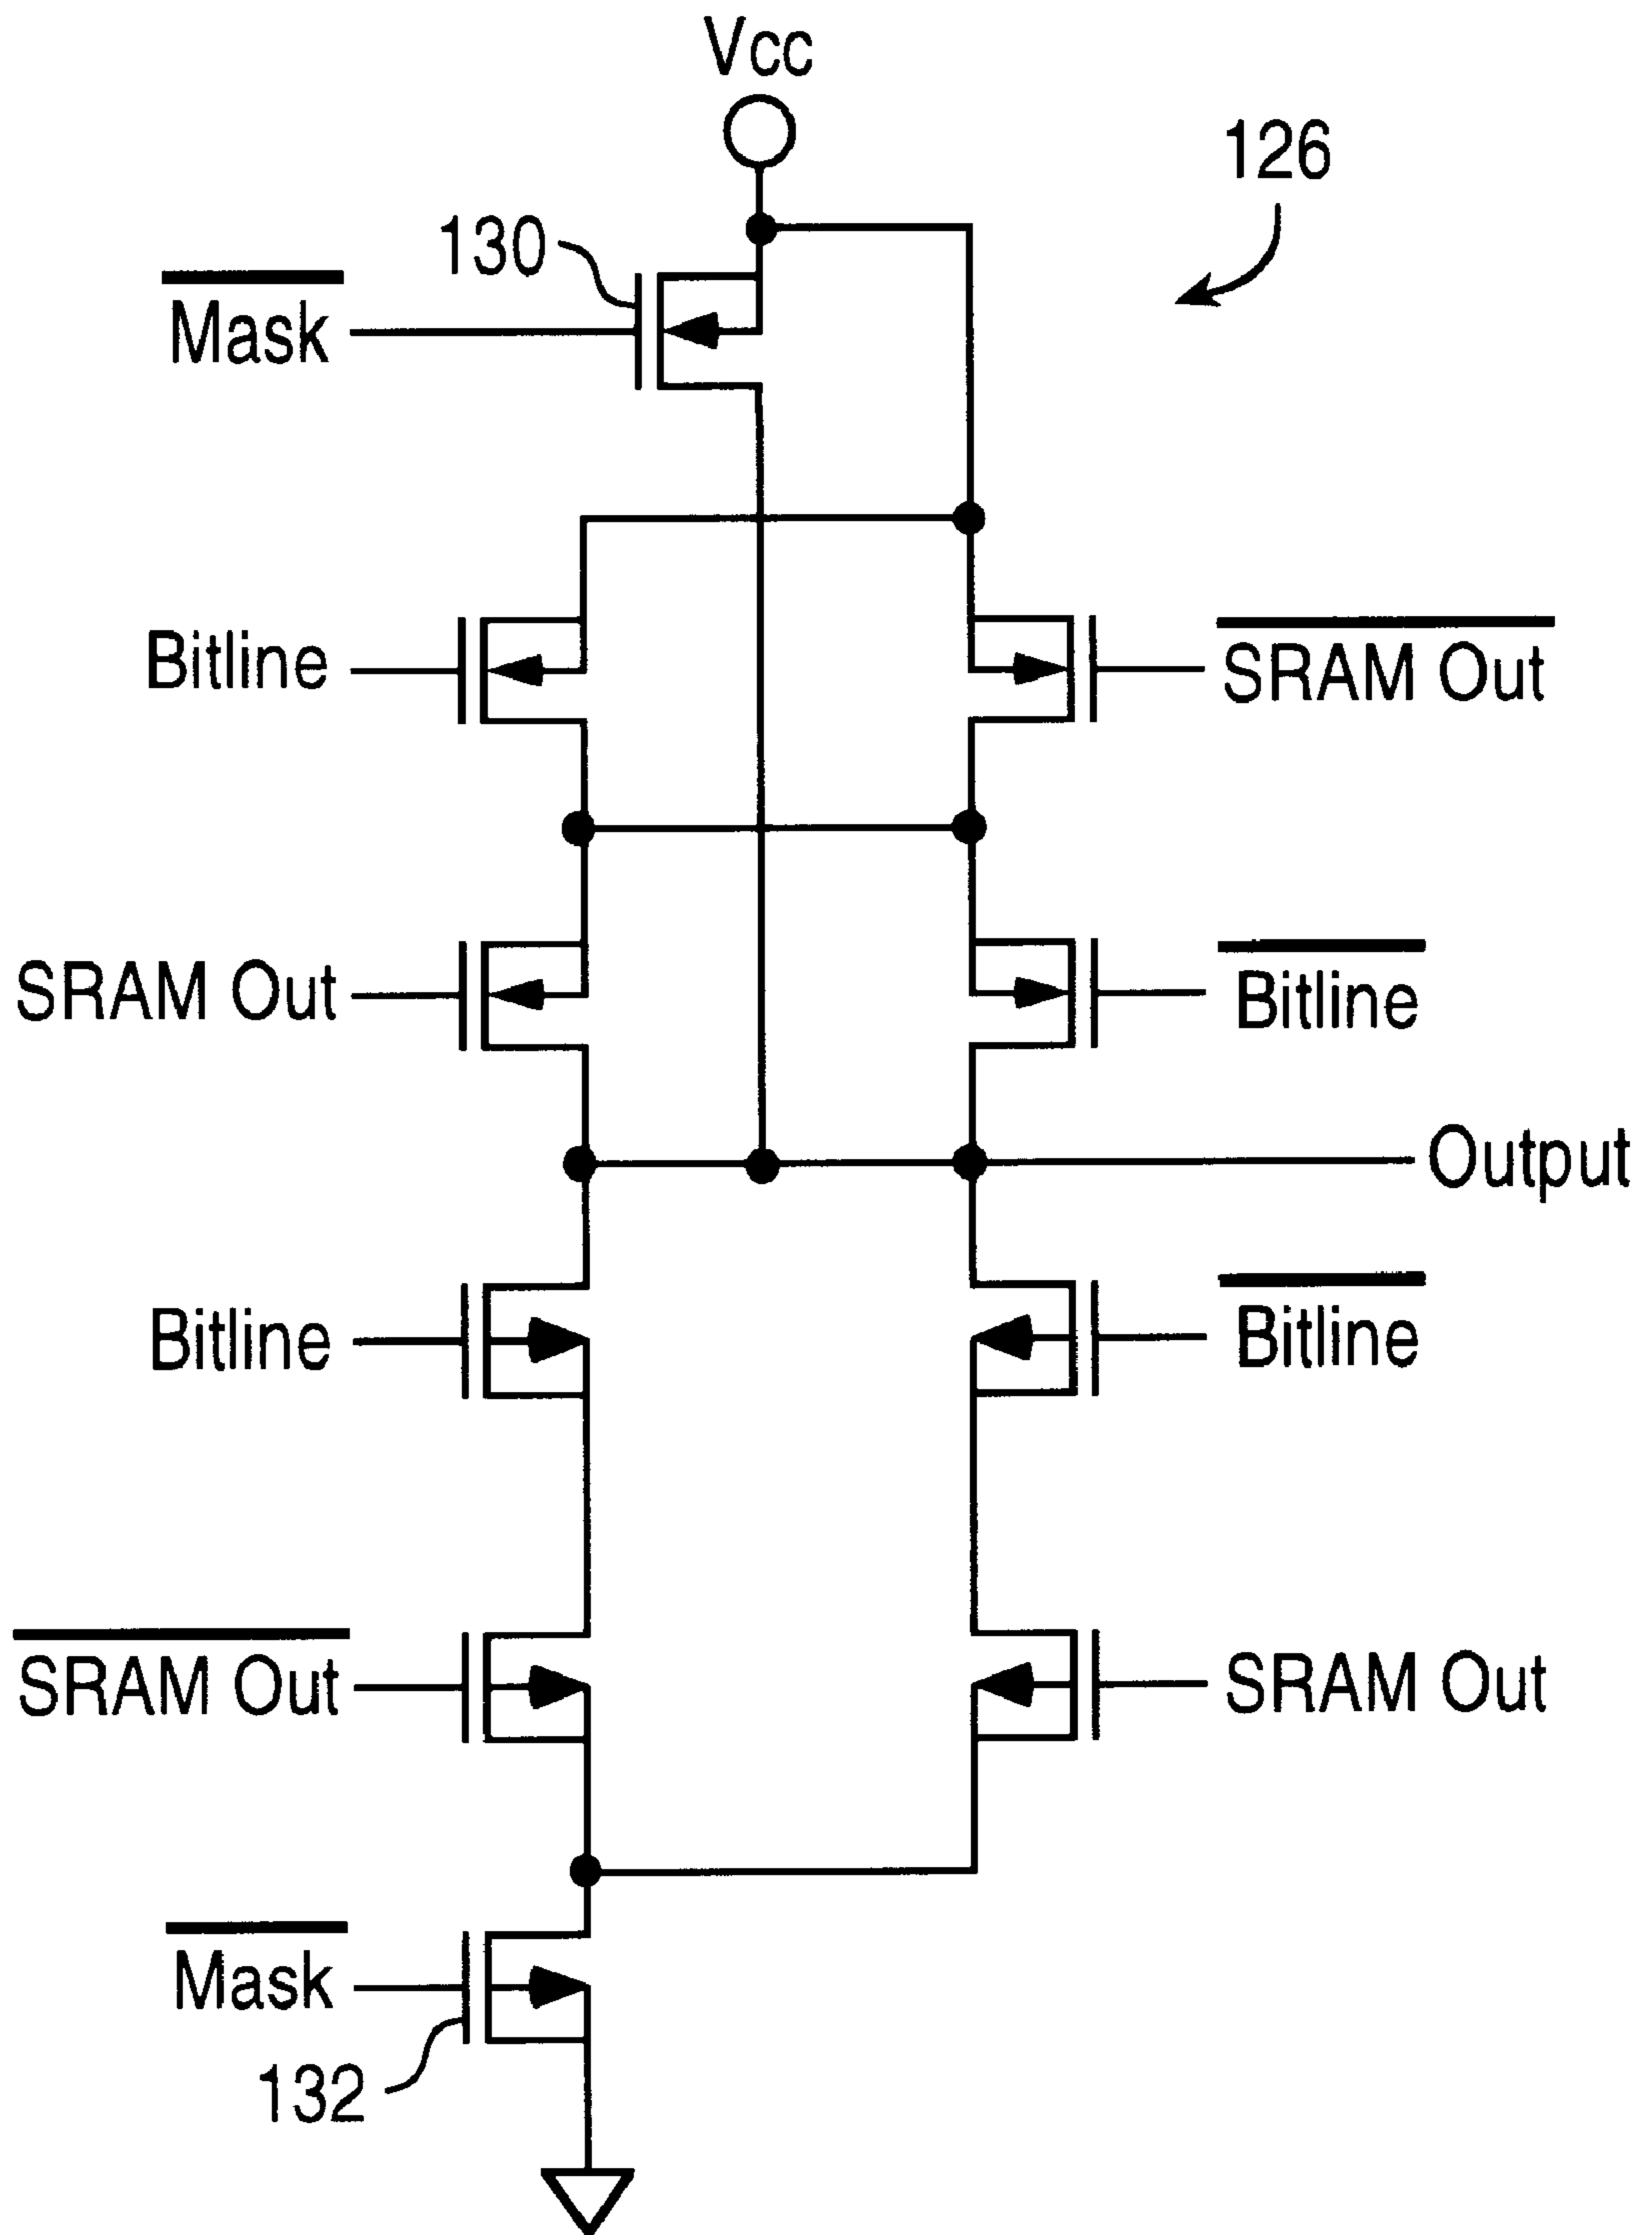 Vcc
126
130
Mask
Bitline
SRAM Out
SRAM Out
Bitline
Output
Bitline
Bitline
SRAM Out
SRAM Out
Mask
132